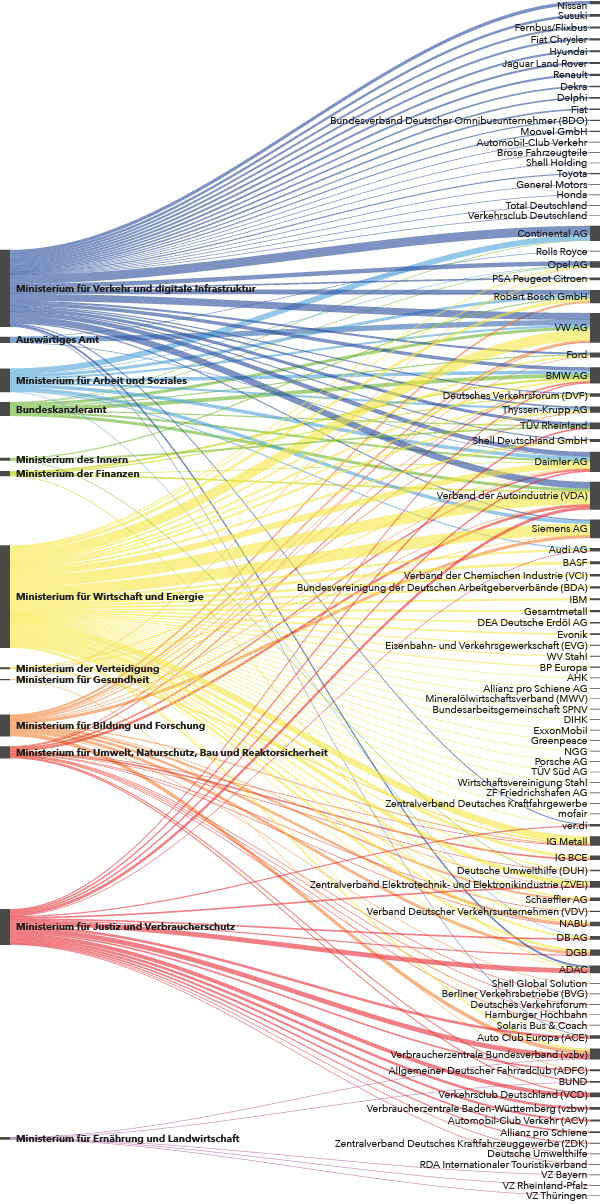 Nissan
Susuki
Fernbus/Flixbus
Fiat Chrysler
Hyundai
Jaguar Land Rover
Renault
Dekra
Delphi
Fiat
Bundesverband Deutscher Omnibusunternehmer (BDO)
Moovel GmbH
Automobil-Club Verkehr
Brose Fahrzeugteile
Shell Holding
Toyota
General Motors
Honda
Total Deutschland
Verkehrsclub Deutschland
Continental AG
Rolls Royce
Opel AG
PSA Peugeot Citroen
Robert Bosch GmbH
VW AG
Ford
BMW AG
Deutsches Verkehrsforum (DVF)
Thyssen-Krupp AG
TÜV Rheinland
Shell Deutschland GmbH
Daimler AG
Verband der Autoindustrie (VDA)
Siemens AG
Audi AG
BASF
Verband der Chemischen Industrie (VCI)
Bundesvereinigung der Deutschen Arbeitgeberverbände (BDA)
IBM
Gesamtmetall
DEA Deutsche Erdöl AG
Evonik
Eisenbahn- und Verkehrsgewerkschaft (EVG)
WV Stahl
BP Europa
AHK
Allianz pro Schiene AG
Mineralölwirtschaftsverband (MWV)
Bundesarbeitsgemeinschaft SPNV
DIHK
ExxonMobil
Greenpeace
NGG
Porsche AG
TÜV Süd AG
Wirtschaftsvereinigung Stahl
ZF Friedrichshafen AG
Zentralverband Deutsches Kraftfahrgewerbe
mofair
ver.di
IG Metall
IG BCE
Deutsche Umwelthilfe (DUH)
Zentralverband Elektrotechnik- und Elektronikindustrie (ZVEI)
Schaeffler AG
Verband Deutscher Verkehrsunternehmen (VDV)
NABU
DB AG
DGB
ADAC
Shell Global Solution
Berliner Verkehrsbetriebe (BVG)
Deutsches Verkehrsforum
Hamburger Hochbahn
Solaris Bus & Coach
Auto Club Europa (ACE)
Verbraucherzentrale Bundesverband (vzbv)
Allgemeiner Deutscher Fahrradclub (ADFC)
BUND
Verkehrsclub Deutschland (VCD)
Verbraucherzentrale Baden-Württemberg (vzbw)
Automobil-Club Verkehr (ACV)
Allianz pro Schiene
Zentralverband Deutsches Kraftfahrzeuggewerbe (ZDK)
Deutsche Umwelthilfe
RDA Internationaler Touristikverband
VZ Bayern
VZ Rheinland-Pfalz
VZ Thüringen
Ministerium für Verkehr und digitale Infrastruktur
Auswärtiges Amt
Ministerium für Arbeit und Soziales
Bundeskanzleramt
Ministerium des Innern
Ministerium der Finanzen
Ministerium für Wirtschaft und Energie
Ministerium der Verteidigung
Ministerium für Gesundheit
Ministerium für Bildung und Forschung
Ministerium für Umwelt, Naturschutz, Bau und Reaktorsicherheit
Ministerium für Justiz und Verbraucherschutz
Ministerium für Ernährung und Landwirtschaft